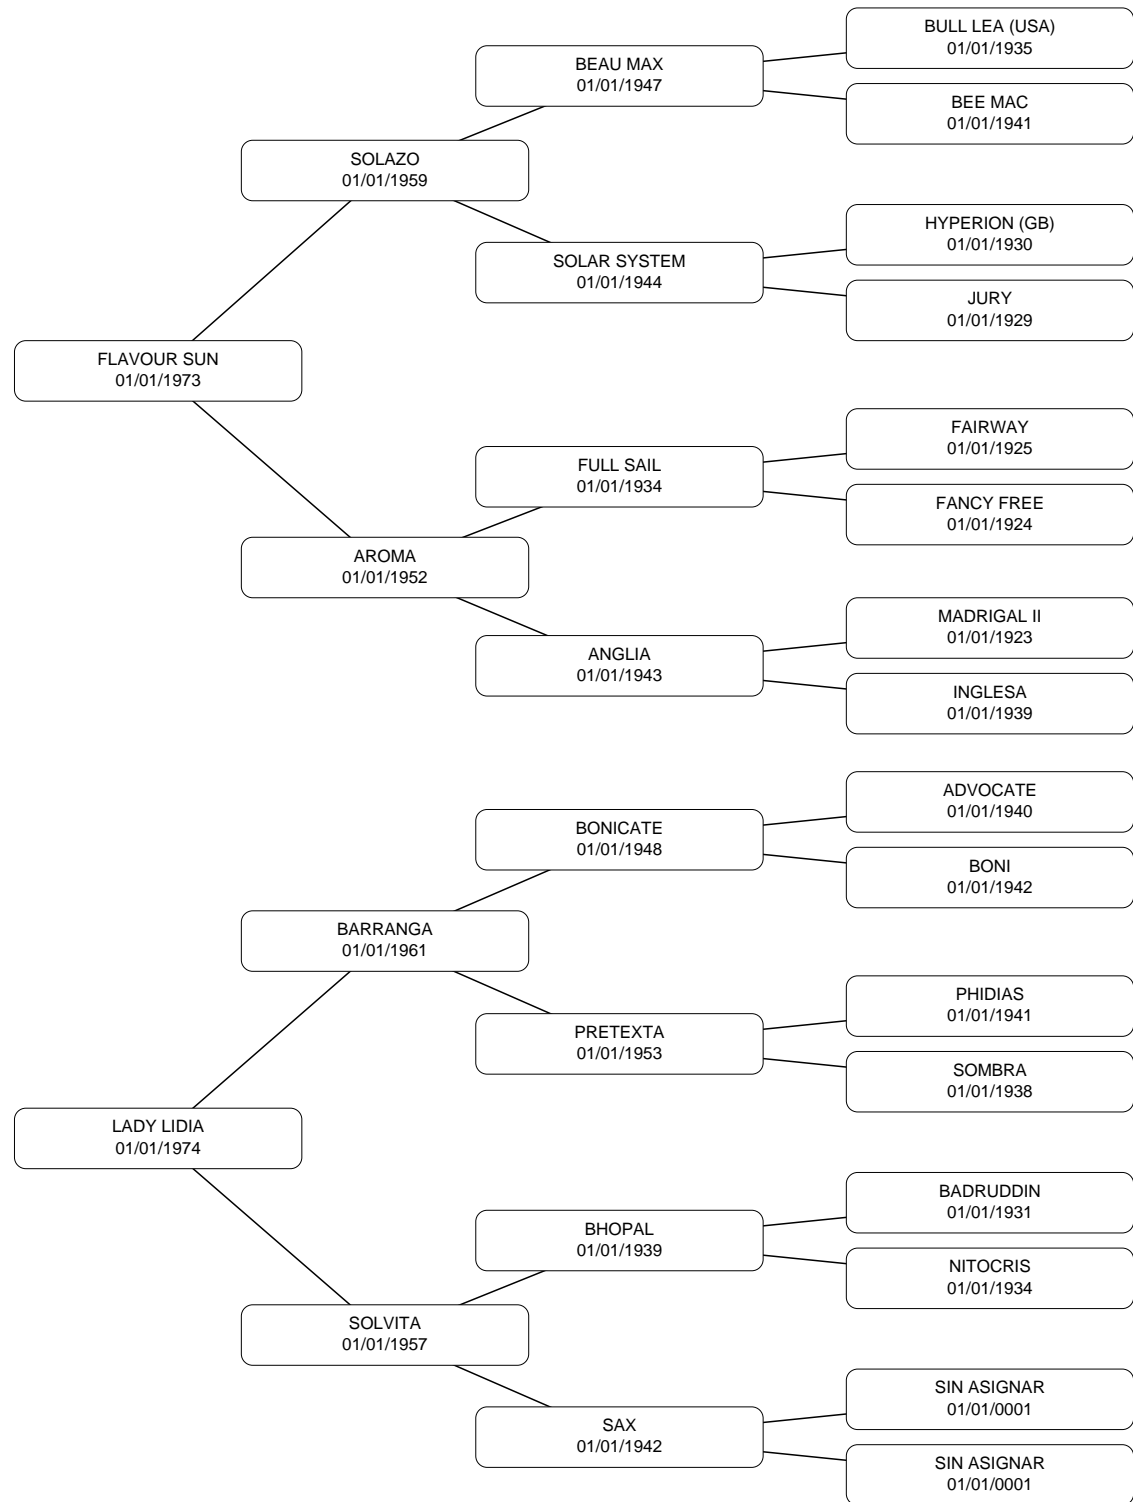 BULL LEA (USA)
01/01/1935
BEAU MAX
01/01/1947
BEE MAC
01/01/1941
SOLAZO
01/01/1959
HYPERION (GB)
01/01/1930
SOLAR SYSTEM
01/01/1944
JURY
01/01/1929
FLAVOUR SUN
01/01/1973
FAIRWAY
01/01/1925
FULL SAIL
01/01/1934
FANCY FREE
01/01/1924
AROMA
01/01/1952
MADRIGAL II
01/01/1923
ANGLIA
01/01/1943
INGLESA
01/01/1939
ADVOCATE
01/01/1940
BONICATE
01/01/1948
BONI
01/01/1942
BARRANGA
01/01/1961
PHIDIAS
01/01/1941
PRETEXTA
01/01/1953
SOMBRA
01/01/1938
LADY LIDIA
01/01/1974
BADRUDDIN
01/01/1931
BHOPAL
01/01/1939
NITOCRIS
01/01/1934
SOLVITA
01/01/1957
SIN ASIGNAR
01/01/0001
SAX
01/01/1942
SIN ASIGNAR
01/01/0001